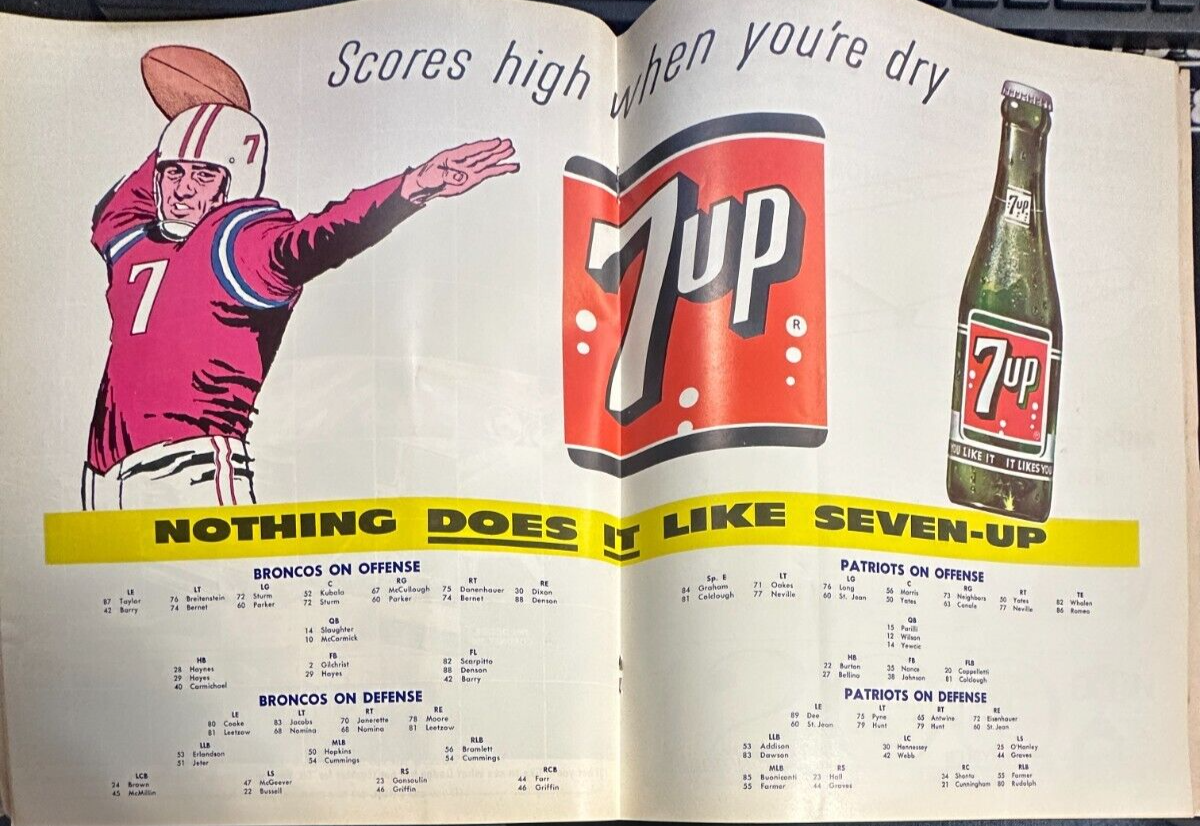 Scores high when you're dry
7
7
7up
®
7up
7up
YOU LIKE IT IT LIKES YOU
NOTHING DOES IT LIKE SEVEN-UP
BRONCOS ON OFFENSE
LE
87 Taylor
42 Barry
LT
76 Breitenstein
74 Bernet
LG
72 Sturm
60 Parker
C
52 Kubala
72 Sturm
RG
67 McCullough
60 Parker
RT
75 Danenhauer
74 Bernet
RE
30 Dixon
88 Denson
QB
14 Slaughter
10 McCormick
HB
28 Haynes
29 Hayes
40 Carmichael
FB
2 Gilchrist
29 Hayes
FL
82 Scarpitto
88 Denson
42 Barry
BRONCOS ON DEFENSE
LE
80 Cooke
81 Leetzow
LT
83 Jacobs
68 Nomina
RT
70 Janerette
68 Nomina
RE
78 Moore
81 Leetzow
LLB
53 Erlandson
51 Jeter
MLB
50 Hopkins
54 Cummings
RLB
56 Bramlett
54 Cummings
LCB
24 Brown
45 McMillin
LS
47 McGeever
22 Bussell
RS
23 Gonsoulin
46 Griffin
RCB
44 Farr
46 Griffin
PATRIOTS ON OFFENSE
Sp. E
84 Graham
81 Colclough
LT
71 Oakes
77 Neville
LG
76 Long
60 St. Jean
C
56 Morris
50 Yates
RG
73 Neighbors
63 Canale
RT
50 Yates
77 Neville
TE
82 Whalen
86 Romeo
QB
15 Parilli
12 Wilson
14 Yewcic
HB
22 Burton
27 Bellino
FB
35 Nance
38 Johnson
FLB
20 Cappelletti
81 Colclough
PATRIOTS ON DEFENSE
LE
89 Dee
60 St. Jean
LT
75 Pyne
79 Hunt
RT
65 Antwine
79 Hunt
RE
72 Eisenhauer
60 St. Jean
LLB
53 Addison
83 Dawson
LC
30 Hennessey
42 Webb
LS
25 O'Hanley
44 Graves
MLB
85 Buoniconti
55 Farmer
RS
23 Hall
44 Graves
RC
34 Shonta
21 Cunningham
RLB
55 Farmer
80 Rudolph